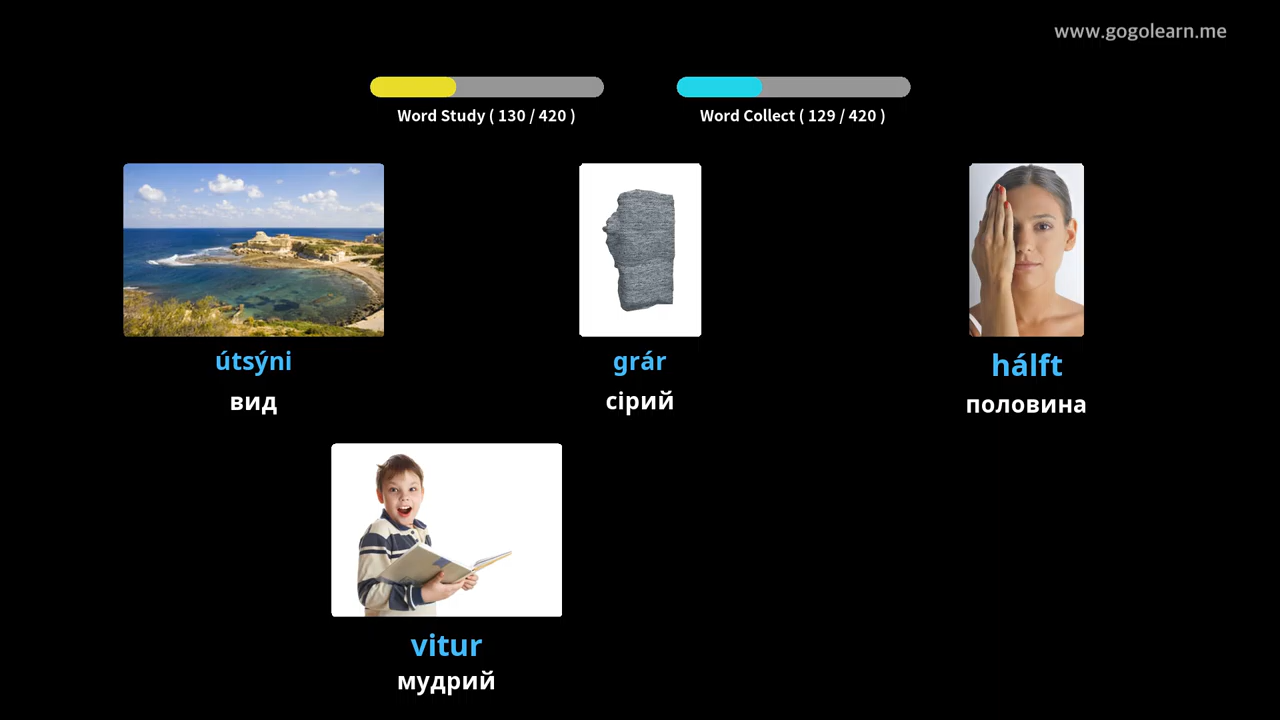 www.gogolearn.me
Word Study ( 130 / 420 )
Word Collect ( 129 / 420 )
útsýni
вид
grár
сірий
hálft
половина
vitur
мудрий